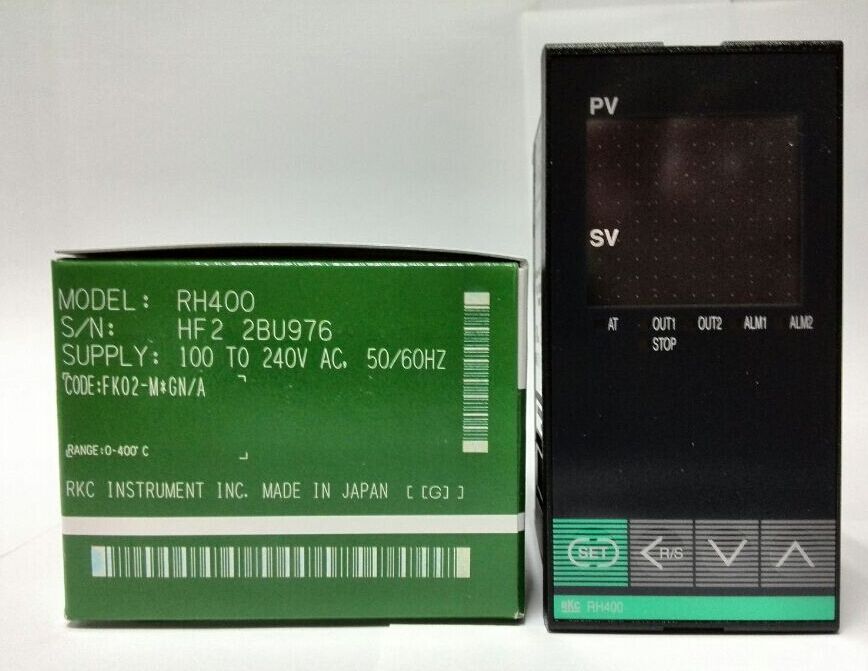 MODEL: RH400
S/N: HF2 2BU976
SUPPLY: 100 TO 240V AC, 50/60HZ
CODE:FK02-M*GN/A
RANGE:0-400°C
RKC INSTRUMENT INC. MADE IN JAPAN [ [G] ]
PV
SV
AT OUT1 OUT2 ALM1 ALM2
STOP
SET R/S
RKC RH400